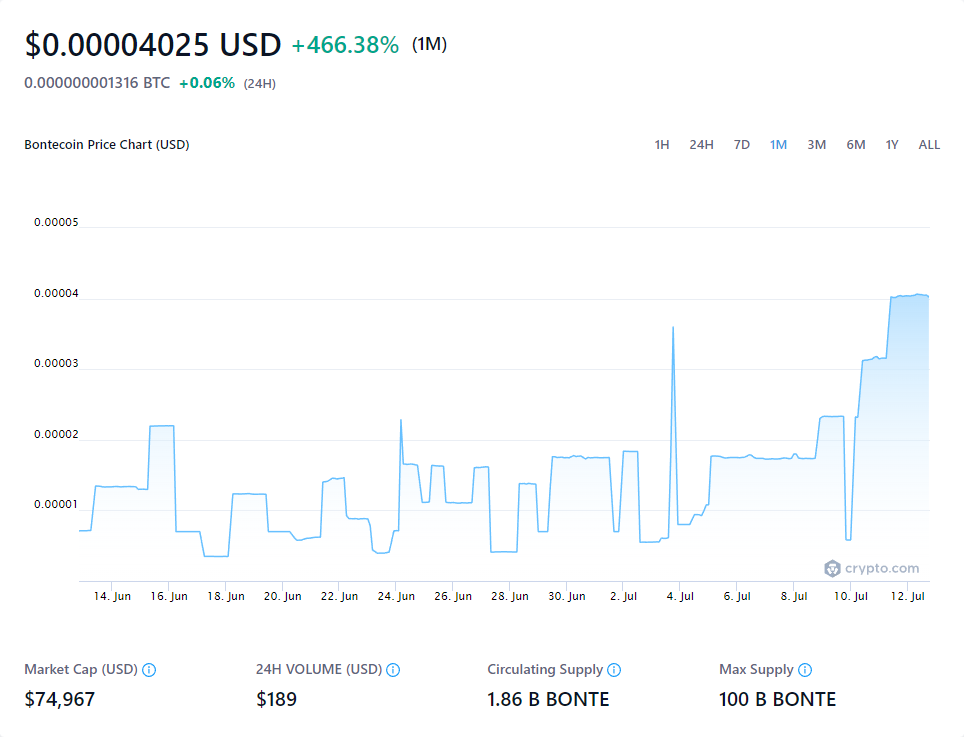 $0.00004025 USD +466.38% (1M)
0.000000001316 BTC +0.06% (24H)
Bontecoin Price Chart (USD) 1H 24H 7D 1M 3M 6M 1Y ALL
0.00005
0.00004
0.00003
0.00002
0.00001
crypto.com
14. Jun 16. Jun 18. Jun 20. Jun 22. Jun 24. Jun 26. Jun 28. Jun 30. Jun 2. Jul 4. Jul 6. Jul 8. Jul 10. Jul 12. Jul
Market Cap (USD) 24H VOLUME (USD) Circulating Supply Max Supply
$74,967 $189 1.86 B BONTE 100 B BONTE